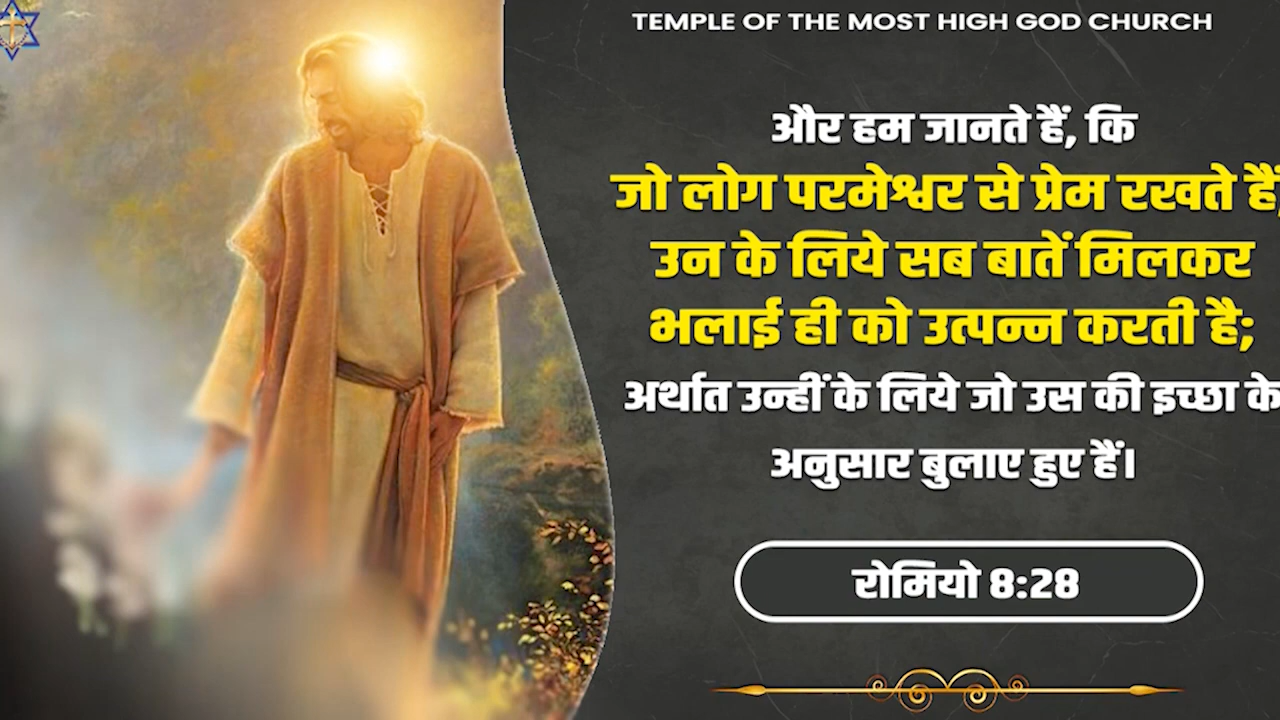 TEMPLE OF THE MOST HIGH GOD CHURCH
और हम जानते हैं, कि
जो लोग परमेश्वर से प्रेम रखते हैं,
उन के लिये सब बातें मिलकर
भलाई ही को उत्पन्न करती है;
अर्थात उन्हीं के लिये जो उस की इच्छा के
अनुसार बुलाए हुए हैं।
रोमियो 8:28